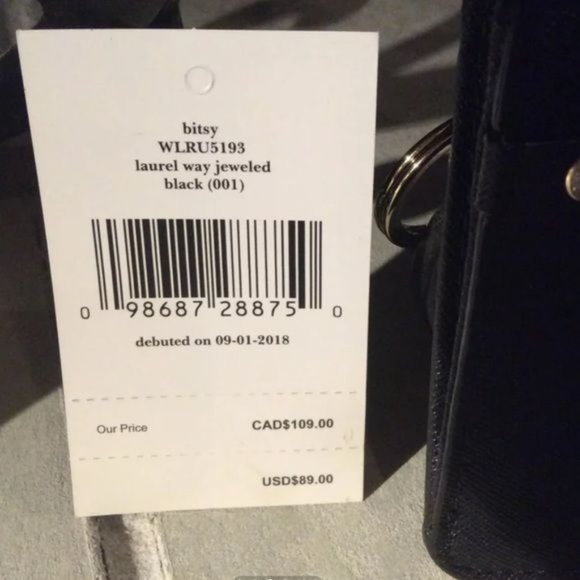 bitsy
WLRU5193
laurel way jeweled
black (001)
0 98687 28875 0
debuted on 09-01-2018
Our Price CAD$109.00
USD$89.00